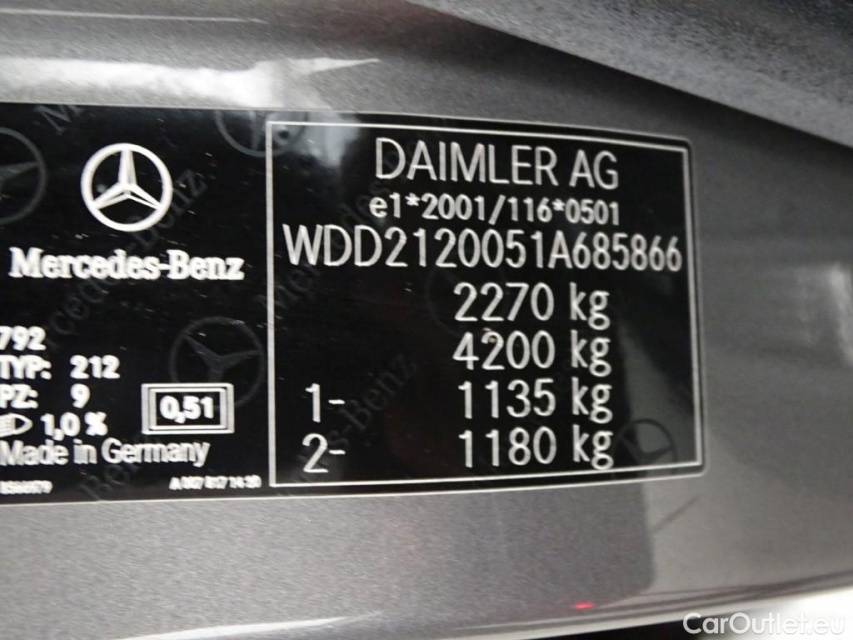 Mercedes-Benz
792
TYP: 212
PZ: 9
1,0 %
0,51
Made in Germany
DAIMLER AG
e1*2001/116*0501
WDD2120051A685866
2270 kg
4200 kg
1- 1135 kg
2- 1180 kg
CarOutlet.eu